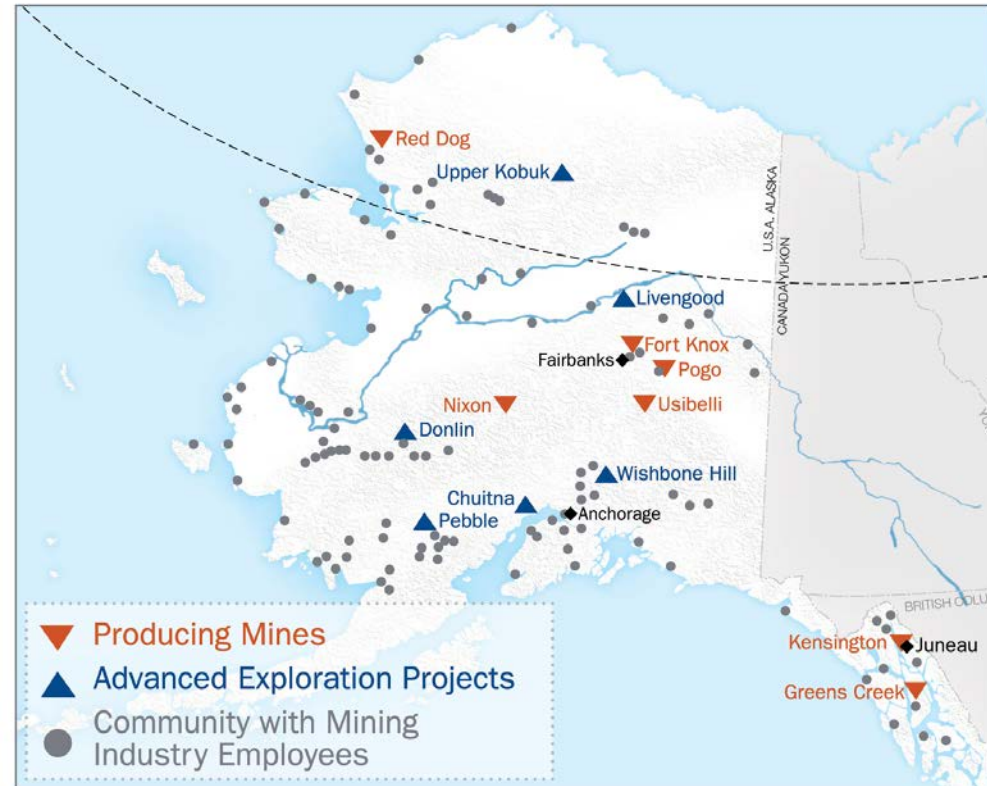 Red Dog
Upper Kobuk
U.S.A. ALASKA
CANADA/YUKON
Livengood
Fort Knox
Fairbanks
Pogo
Nixon
Usibelli
Donlin
Wishbone Hill
Chuitna
Pebble
Anchorage
BRITISH
Kensington
Juneau
Greens Creek
Producing Mines
Advanced Exploration Projects
Community with Mining
Industry Employees